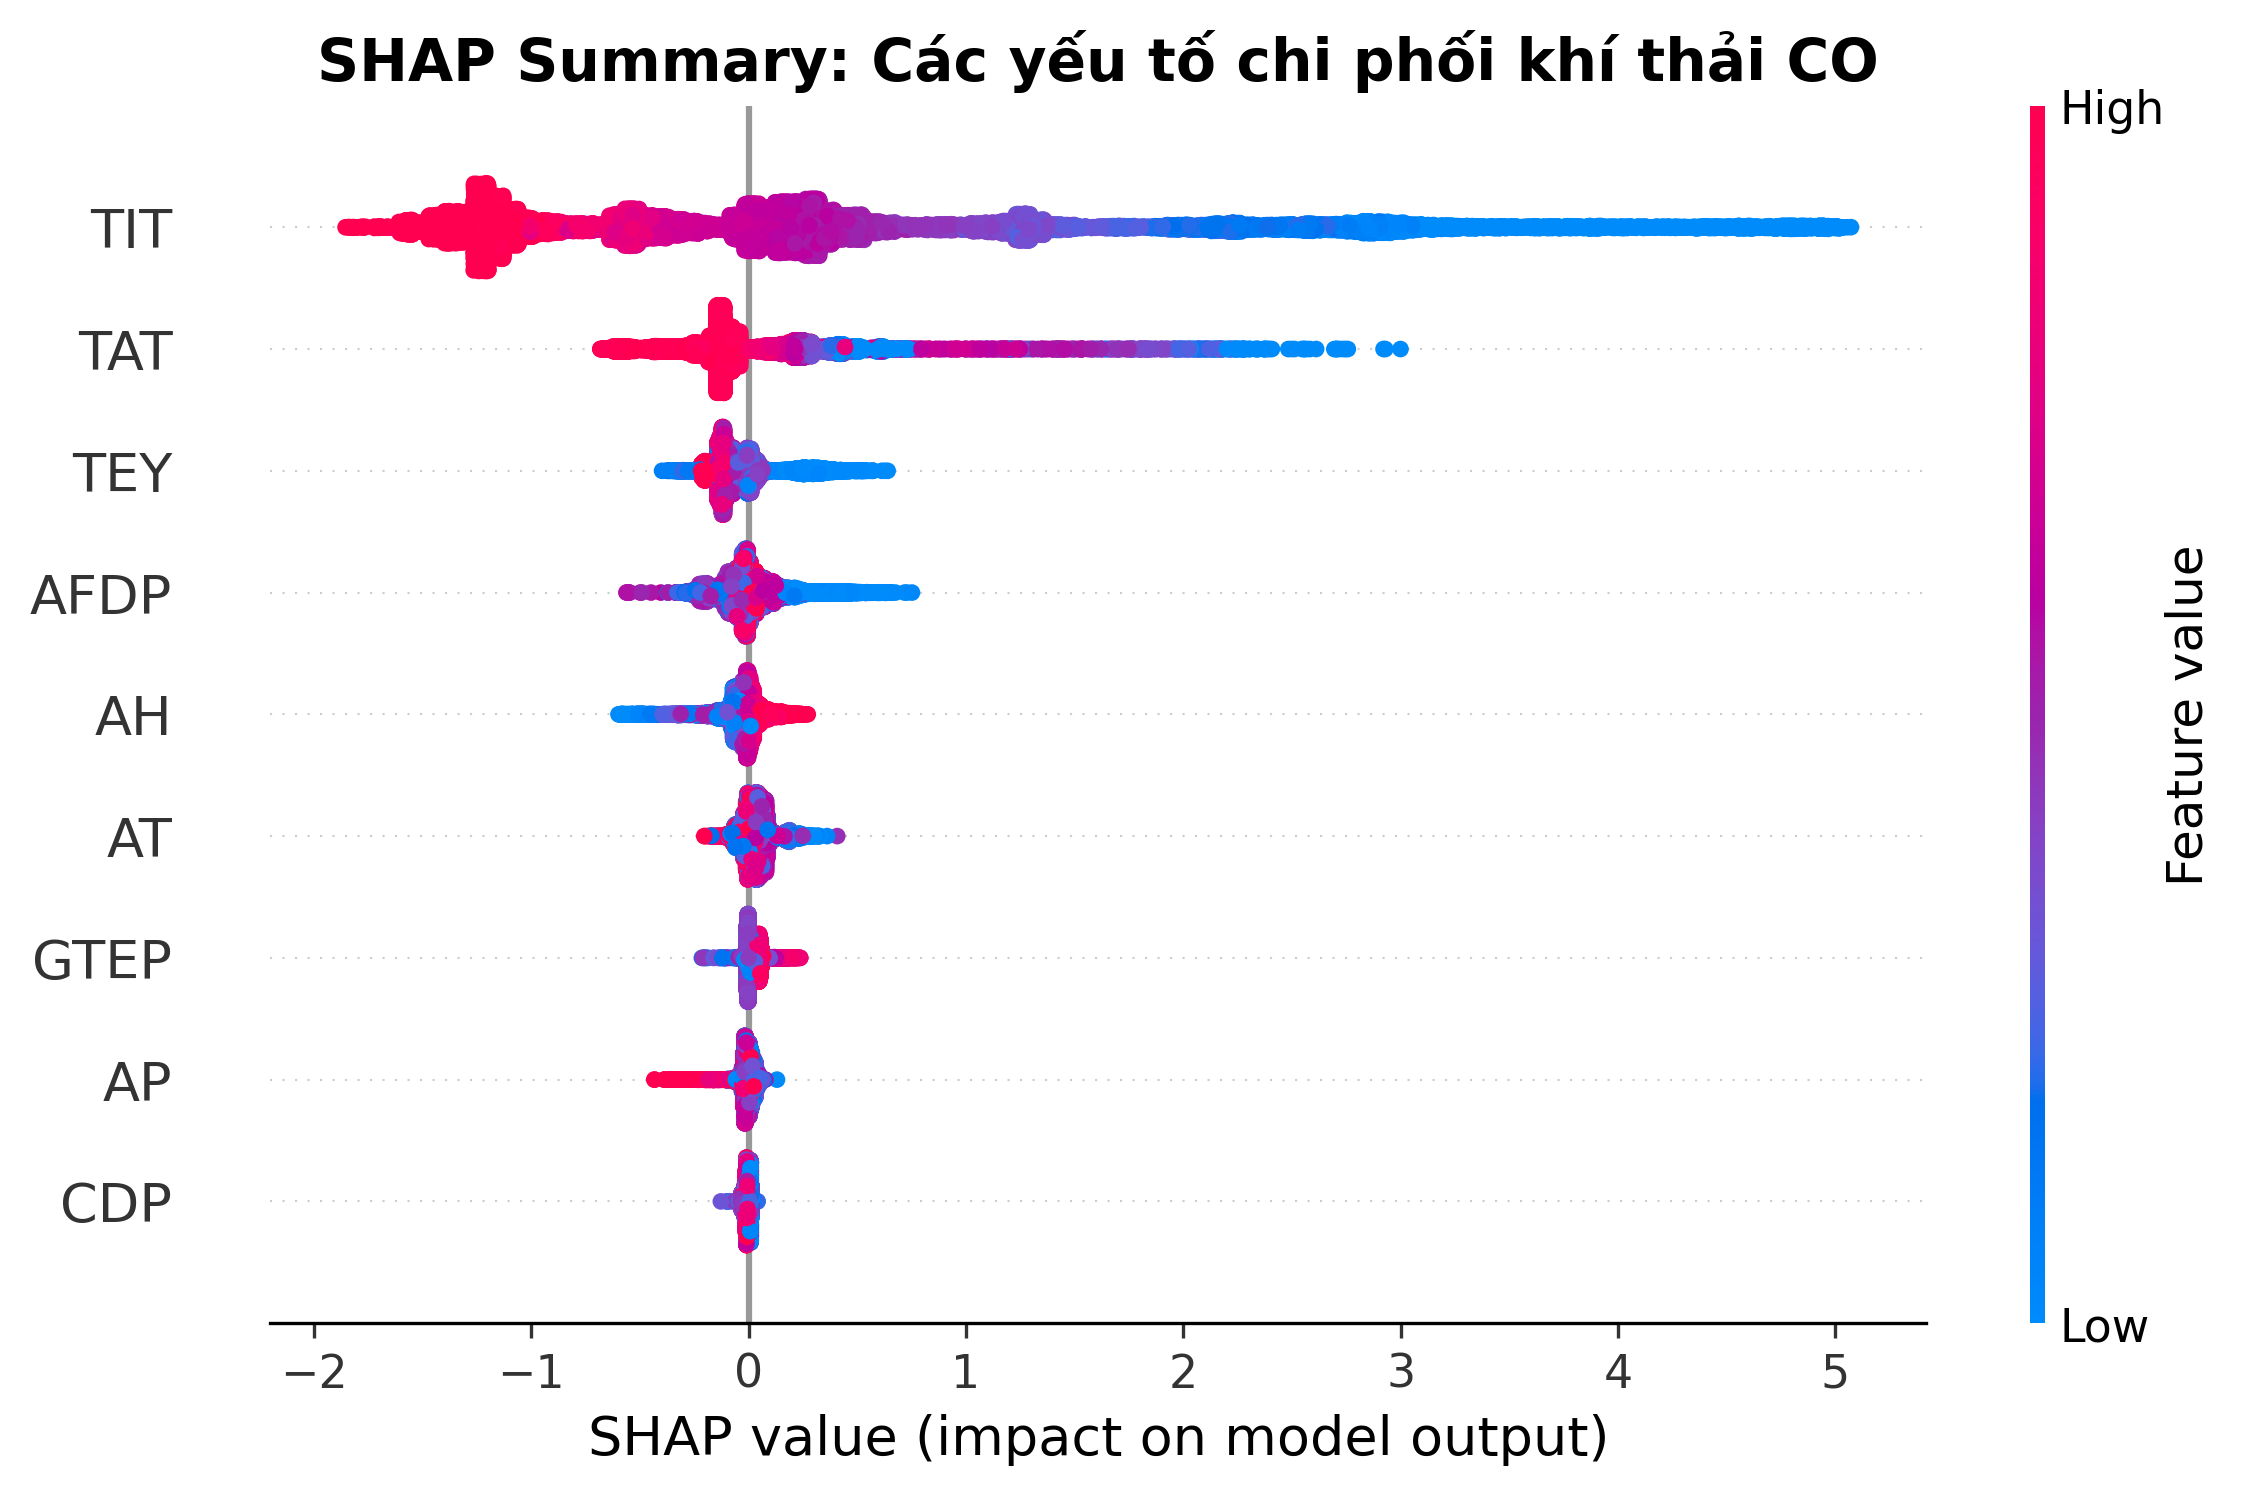 SHAP Summary: Các yếu tố chi phối khí thải CO
High
TIT
TAT
TEY
AFDP
AH
AT
GTEP
AP
CDP
Feature value
Low
−2 −1 0 1 2 3 4 5
SHAP value (impact on model output)